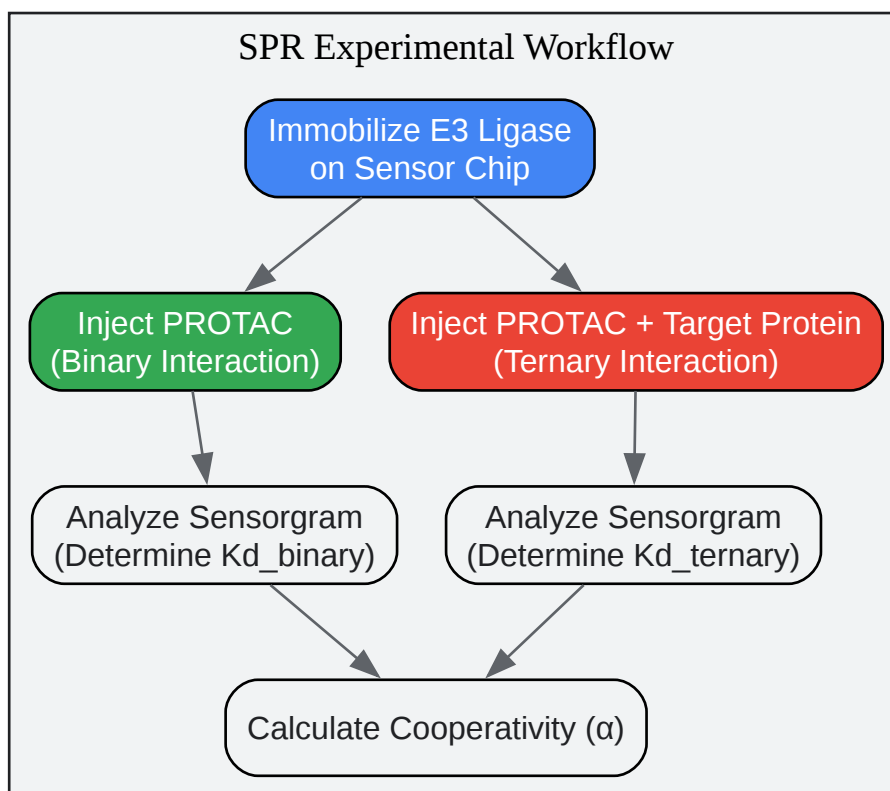 SPR Experimental Workflow
Immobilize E3 Ligase
on Sensor Chip
Inject PROTAC
(Binary Interaction)
Inject PROTAC + Target Protein
(Ternary Interaction)
Analyze Sensorgram
(Determine Kd_binary)
Analyze Sensorgram
(Determine Kd_ternary)
Calculate Cooperativity (α)